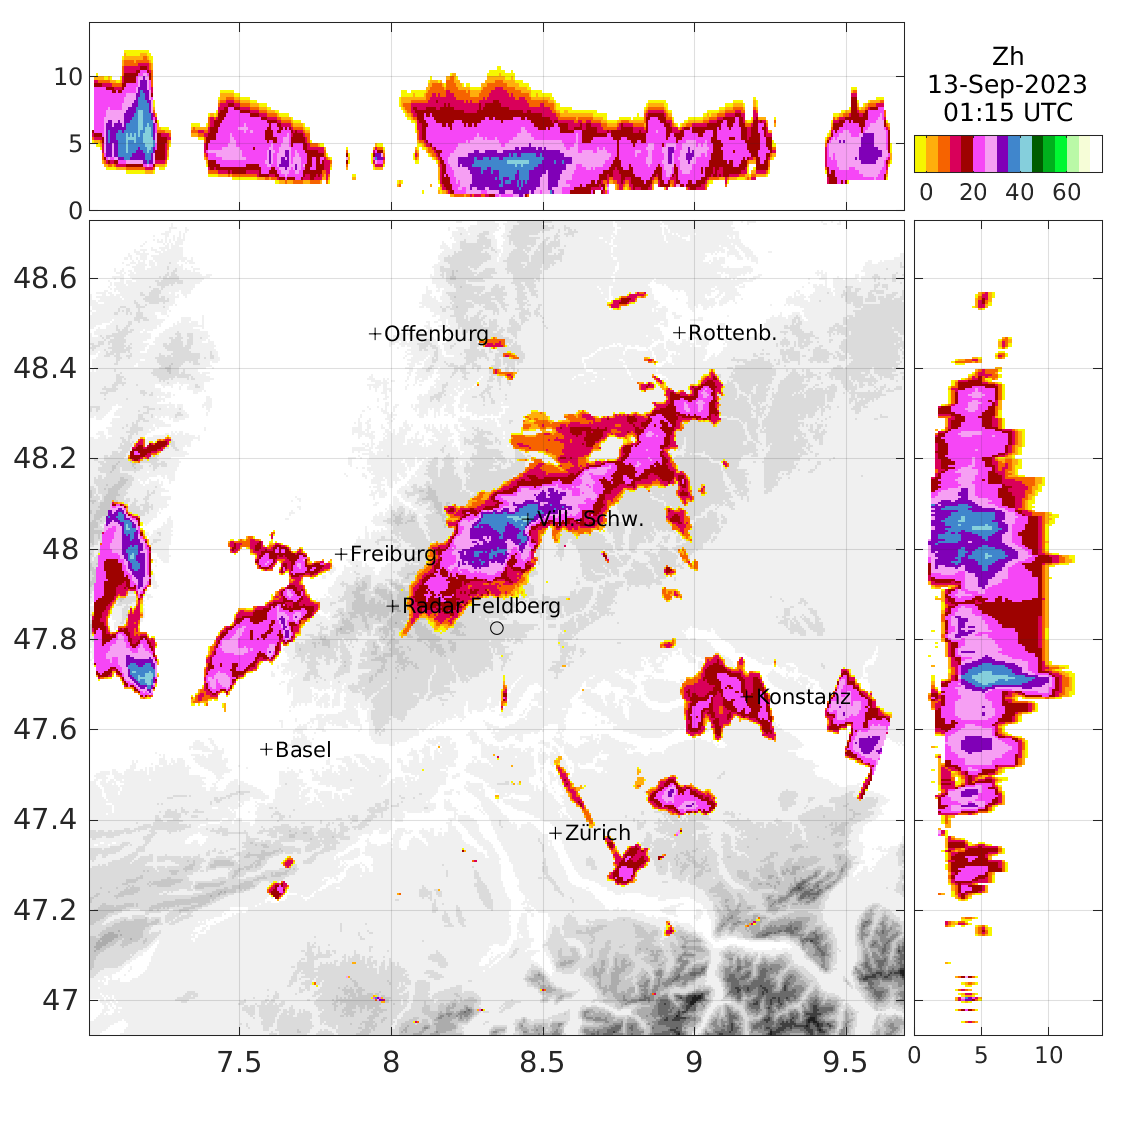 Zh
13-Sep-2023
01:15 UTC
0 20 40 60
10
5
0
48.6
48.4
48.2
48
47.8
47.6
47.4
47.2
47
+Offenburg
+Rottenb.
+Vill.-Schw.
+Freiburg
+Radar Feldberg
+Konstanz
+Basel
+Zürich
7.5 8 8.5 9 9.5
0 5 10